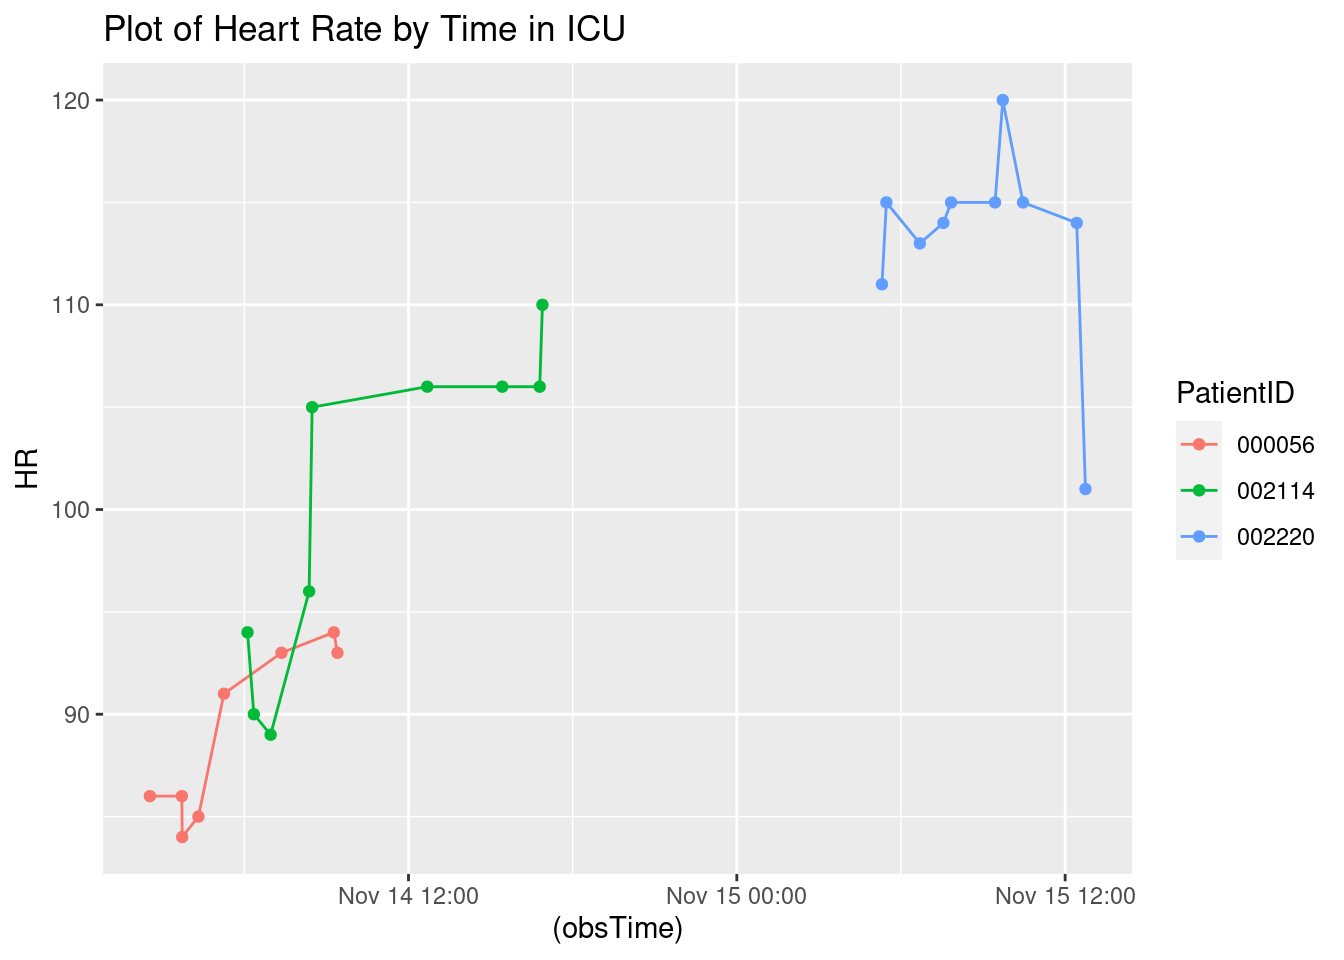 Plot of Heart Rate by Time in ICU
120
110
100
90
HR
Nov 14 12:00
Nov 15 00:00
Nov 15 12:00
(obsTime)
PatientID
000056
002114
002220